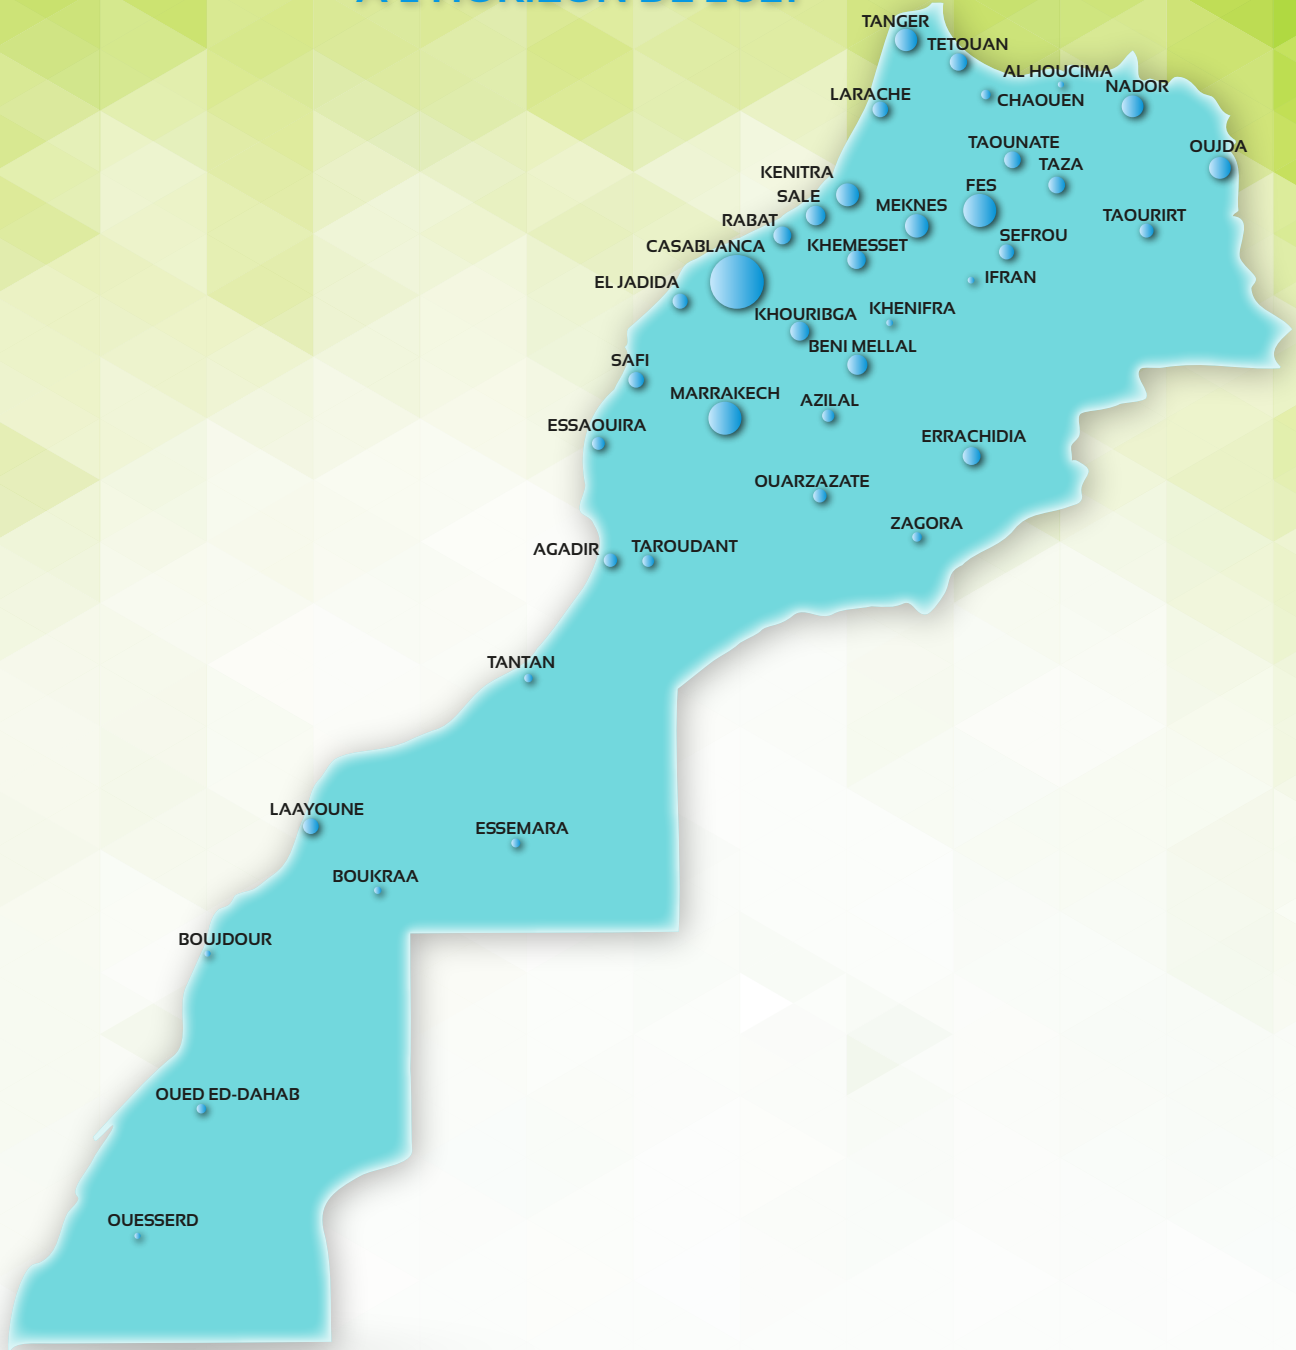 TANGER
TETOUAN
AL HOUCIMA
NADOR
LARACHE
CHAOUEN
TAOUNATE
OUJDA
TAZA
KENITRA
FES
SALE
MEKNES
RABAT
TAOURIRT
SEFROU
CASABLANCA
KHEMESSET
IFRAN
EL JADIDA
KHENIFRA
KHOURIBGA
BENI MELLAL
SAFI
MARRAKECH
AZILAL
ESSAOUIRA
ERRACHIDIA
OUARZAZATE
ZAGORA
AGADIR
TAROUDANT
TANTAN
LAAYOUNE
ESSEMARA
BOUKRAA
BOUJDOUR
OUED ED-DAHAB
OUESSERD